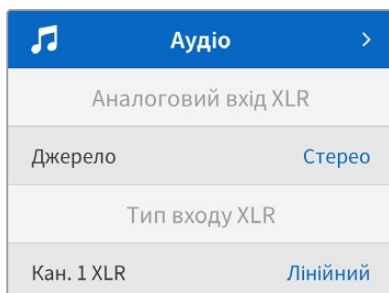 Аудіо
Аналоговий вхід XLR
Джерело Стерео
Тип входу XLR
Кан. 1 XLR Лінійний